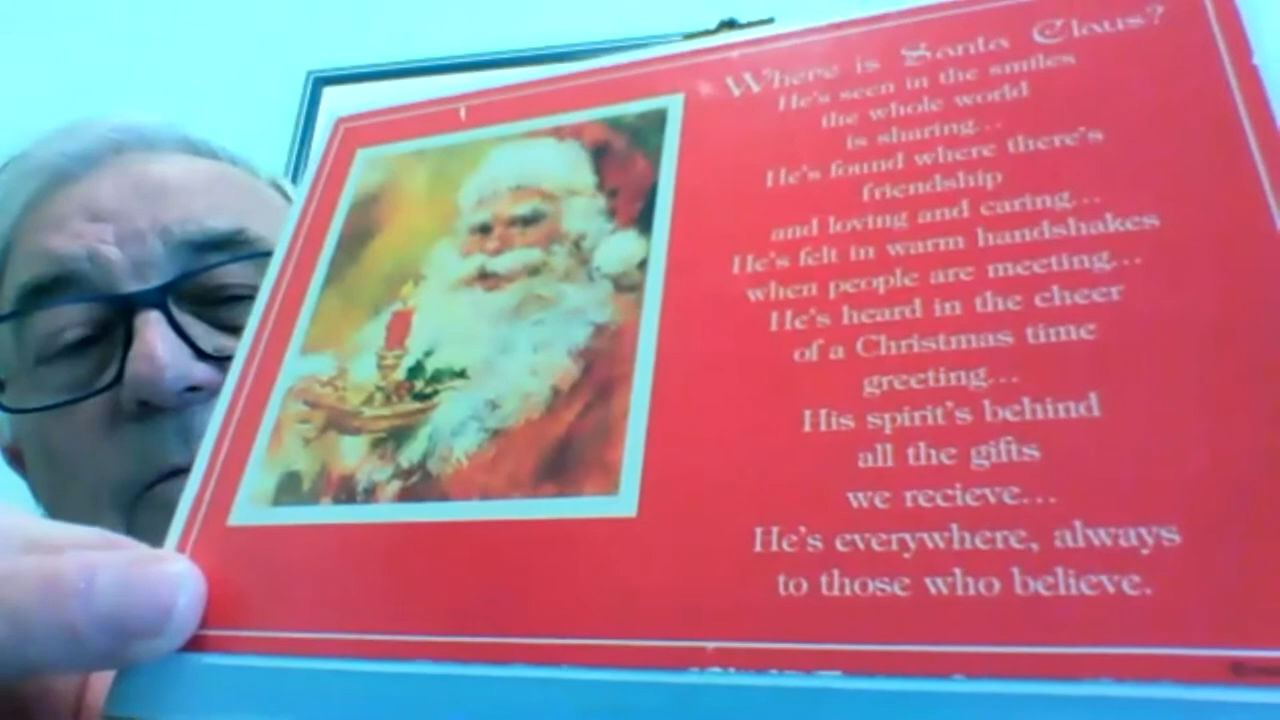 Where is Santa Claus?
He's seen in the smiles
the whole world
is sharing...
He's found where there's
friendship
and loving and caring...
He's felt in warm handshakes
when people are meeting...
He's heard in the cheer
of a Christmas time
greeting...
His spirit's behind
all the gifts
we recieve...
He's everywhere, always
to those who believe.